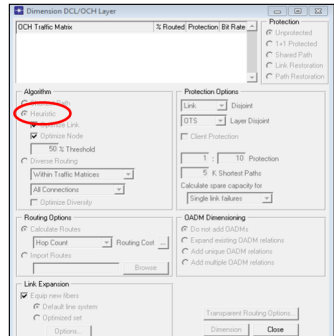 Dimension DCL/OCH Layer
OCH Traffic Matrix % Routed Protection Bit Rate
Protection
Unprotected
1+1 Protected
Shared Path
Link Restoration
Path Restoration
Algorithm
Path
Heuristic
Optimize Link
Optimize Node
50 % Threshold
Diverse Routing
Within Traffic Matrices
All Connections
Optimize Diversity
Protection Options
Link Disjoint
OTS Layer Disjoint
Client Protection
1 : 10 Protection
5 K Shortest Paths
Calculate spare capacity for
Single link failures
Routing Options
Calculate Routes
Hop Count Routing Cost ...
Import Routes
Browse
OADM Dimensioning
Do not add OADMs
Expand existing OADM relations
Add unique OADM relations
Add multiple OADM relations
Link Expansion
Equip new fibers
Default line system
Optimized set
Options...
Transparent Routing Options...
Dimension Close